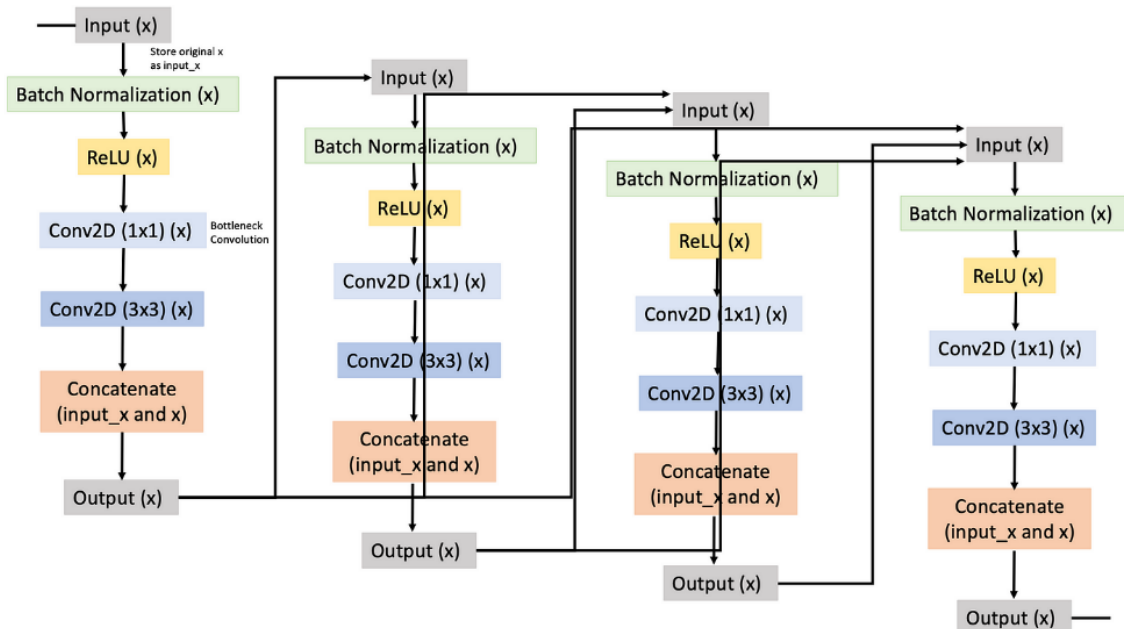 Input (x)
Store original x
as input_x
Batch Normalization (x)
ReLU (x)
Conv2D (1x1) (x)
Bottleneck
Convolution
Conv2D (3x3) (x)
Concatenate
(input_x and x)
Output (x)
Input (x)
Batch Normalization (x)
ReLU (x)
Conv2D (1x1) (x)
Conv2D (3x3) (x)
Concatenate
(input_x and x)
Output (x)
Input (x)
Batch Normalization (x)
ReLU (x)
Conv2D (1x1) (x)
Conv2D (3x3) (x)
Concatenate
(input_x and x)
Output (x)
Input (x)
Batch Normalization (x)
ReLU (x)
Conv2D (1x1) (x)
Conv2D (3x3) (x)
Concatenate
(input_x and x)
Output (x)